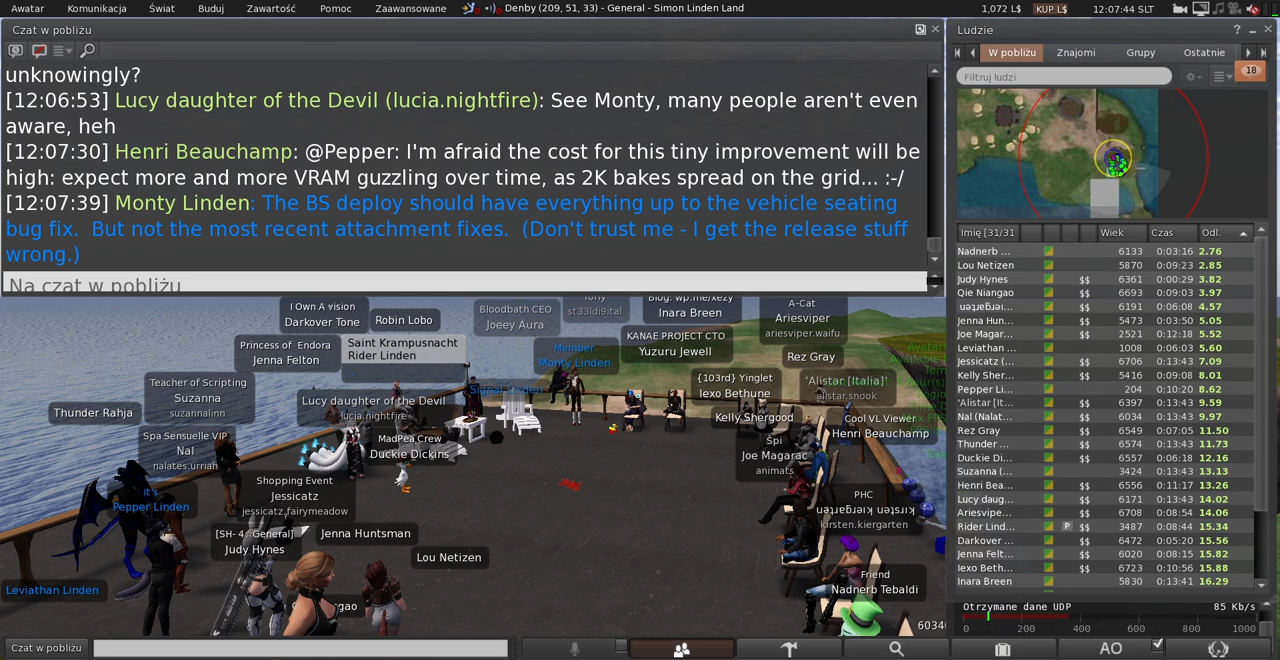 Awatar Komunikacja Świat Buduj Zawartość Pomoc Zaawansowane Denby (209, 51, 33) - General - Simon Linden Land 1,072 L$ KUP L$ 12:07:44 SLT
Czat w pobliżu
unknowingly?
[12:06:53] Lucy daughter of the Devil (lucia.nightfire): See Monty, many people aren't even
aware, heh
[12:07:30] Henri Beauchamp: @Pepper: I'm afraid the cost for this tiny improvement will be
high: expect more and more VRAM guzzling over time, as 2K bakes spread on the grid... :-/
[12:07:39] Monty Linden: The BS deploy should have everything up to the vehicle seating
bug fix. But not the most recent attachment fixes. (Don't trust me - I get the release stuff
wrong.)
Na czat w pobliżu
Ludzie
W pobliżu Znajomi Grupy Ostatnie
Filtruj ludzi
18
Imię [31/31 Wiek Czas Odl.
Nadnerb ... 6133 0:03:16 2.76
Lou Netizen 5870 0:09:23 2.85
Judy Hynes $$ 6361 0:00:29 3.82
Qie Niangao $$ 6693 0:09:03 3.97
$$ 6191 0:06:08 4.57
Jenna Hun... $$ 5473 0:03:50 5.05
Joe Magar... $$ 2521 0:12:18 5.52
Leviathan ... 1008 0:06:03 5.60
Jessicatz (... $$ 6706 0:13:43 7.09
Kelly Sher... $$ 5416 0:09:08 8.01
Pepper Li... 204 0:10:20 8.62
'Alistar [It... $$ 6397 0:13:43 9.59
Nal (Nalat... $$ 6034 0:13:43 9.97
Rez Gray $$ 6549 0:07:05 11.50
Thunder ... $$ 6574 0:13:43 11.73
Duckie Di... $$ 6557 0:06:18 12.16
Suzanna (... 3424 0:13:43 13.13
Henri Bea... $$ 6556 0:11:17 13.26
Lucy daug... $$ 6171 0:13:43 14.02
Ariesvipe... $$ 6708 0:08:54 14.06
Rider Lind... P $$ 3487 0:08:44 15.34
Darkover ... $$ 6472 0:05:20 15.56
Jenna Felt... $$ 6020 0:08:15 15.82
Iexo Beth... $$ 6723 0:10:56 15.88
Inara Breen 5830 0:13:41 16.29
Otrzymane dane UDP 85 Kb/s
0 200 400 600 800 1000
I Own A vision
Darkover Tone
Robin Lobo
Bloodbath CEO
Joeey Aura
st33ldi9ital
Blog: wp.me/xezy
Inara Breen
A-Cat
Ariesviper
ariesviper.waifu
Princess of Endora
Jenna Felton
Saint Krampusnacht
Rider Linden
Member
Monty Linden
KANAE PROJECT CTO
Yuzuru Jewell
Rez Gray
Teacher of Scripting
Suzanna
suzannalinn
Signal Linden
{103rd} Yinglet
Iexo Bethune
'Alistar [Italia]'
alistar.snook
Thunder Rahja
Lucy daughter of the Devil
lucia.nightfire
Kelly Shergood
Cool VL Viewer
Henri Beauchamp
Spa Sensuelle VIP
Nal
nalates.urriah
MadPea Crew
Duckie Dickins
Śpi
Joe Magarac
animats
It's
Pepper Linden
Shopping Event
Jessicatz
jessicatz.fairymeadow
PHC
kirsten.kiergarten
[SH- 4 General]
Judy Hynes
Jenna Huntsman
Lou Netizen
Leviathan Linden
gao
Friend
Nadnerb Tebaldi
6034
Czat w pobliżu
AO